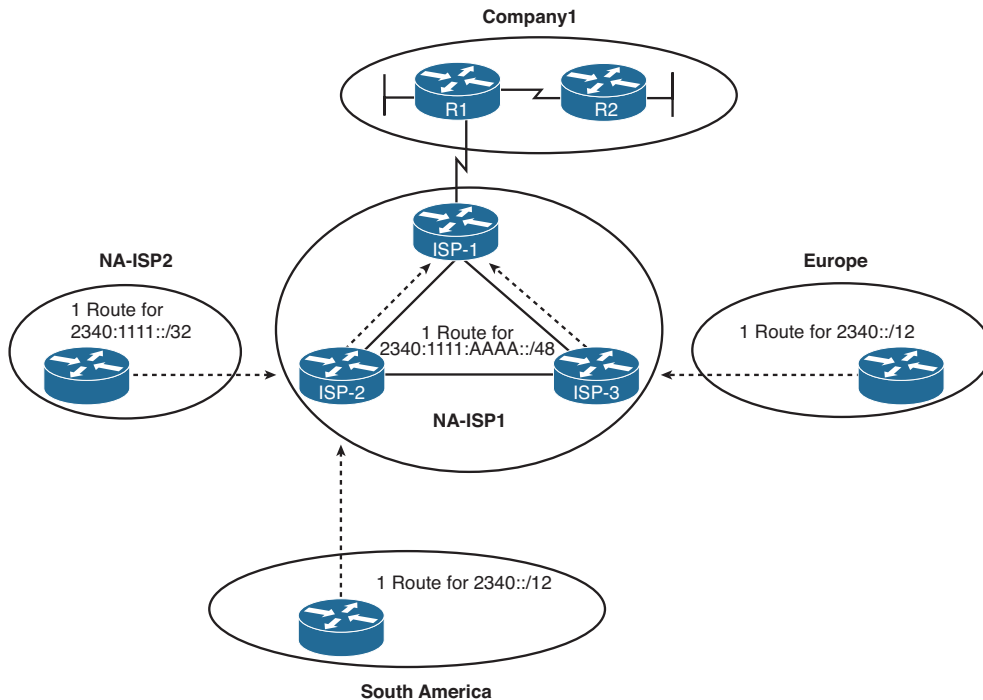 Company1
R1
R2
ISP-1
NA-ISP2
1 Route for
2340:1111::/32
1 Route for
2340:1111:AAAA::/48
ISP-2
ISP-3
NA-ISP1
Europe
1 Route for 2340::/12
1 Route for 2340::/12
South America